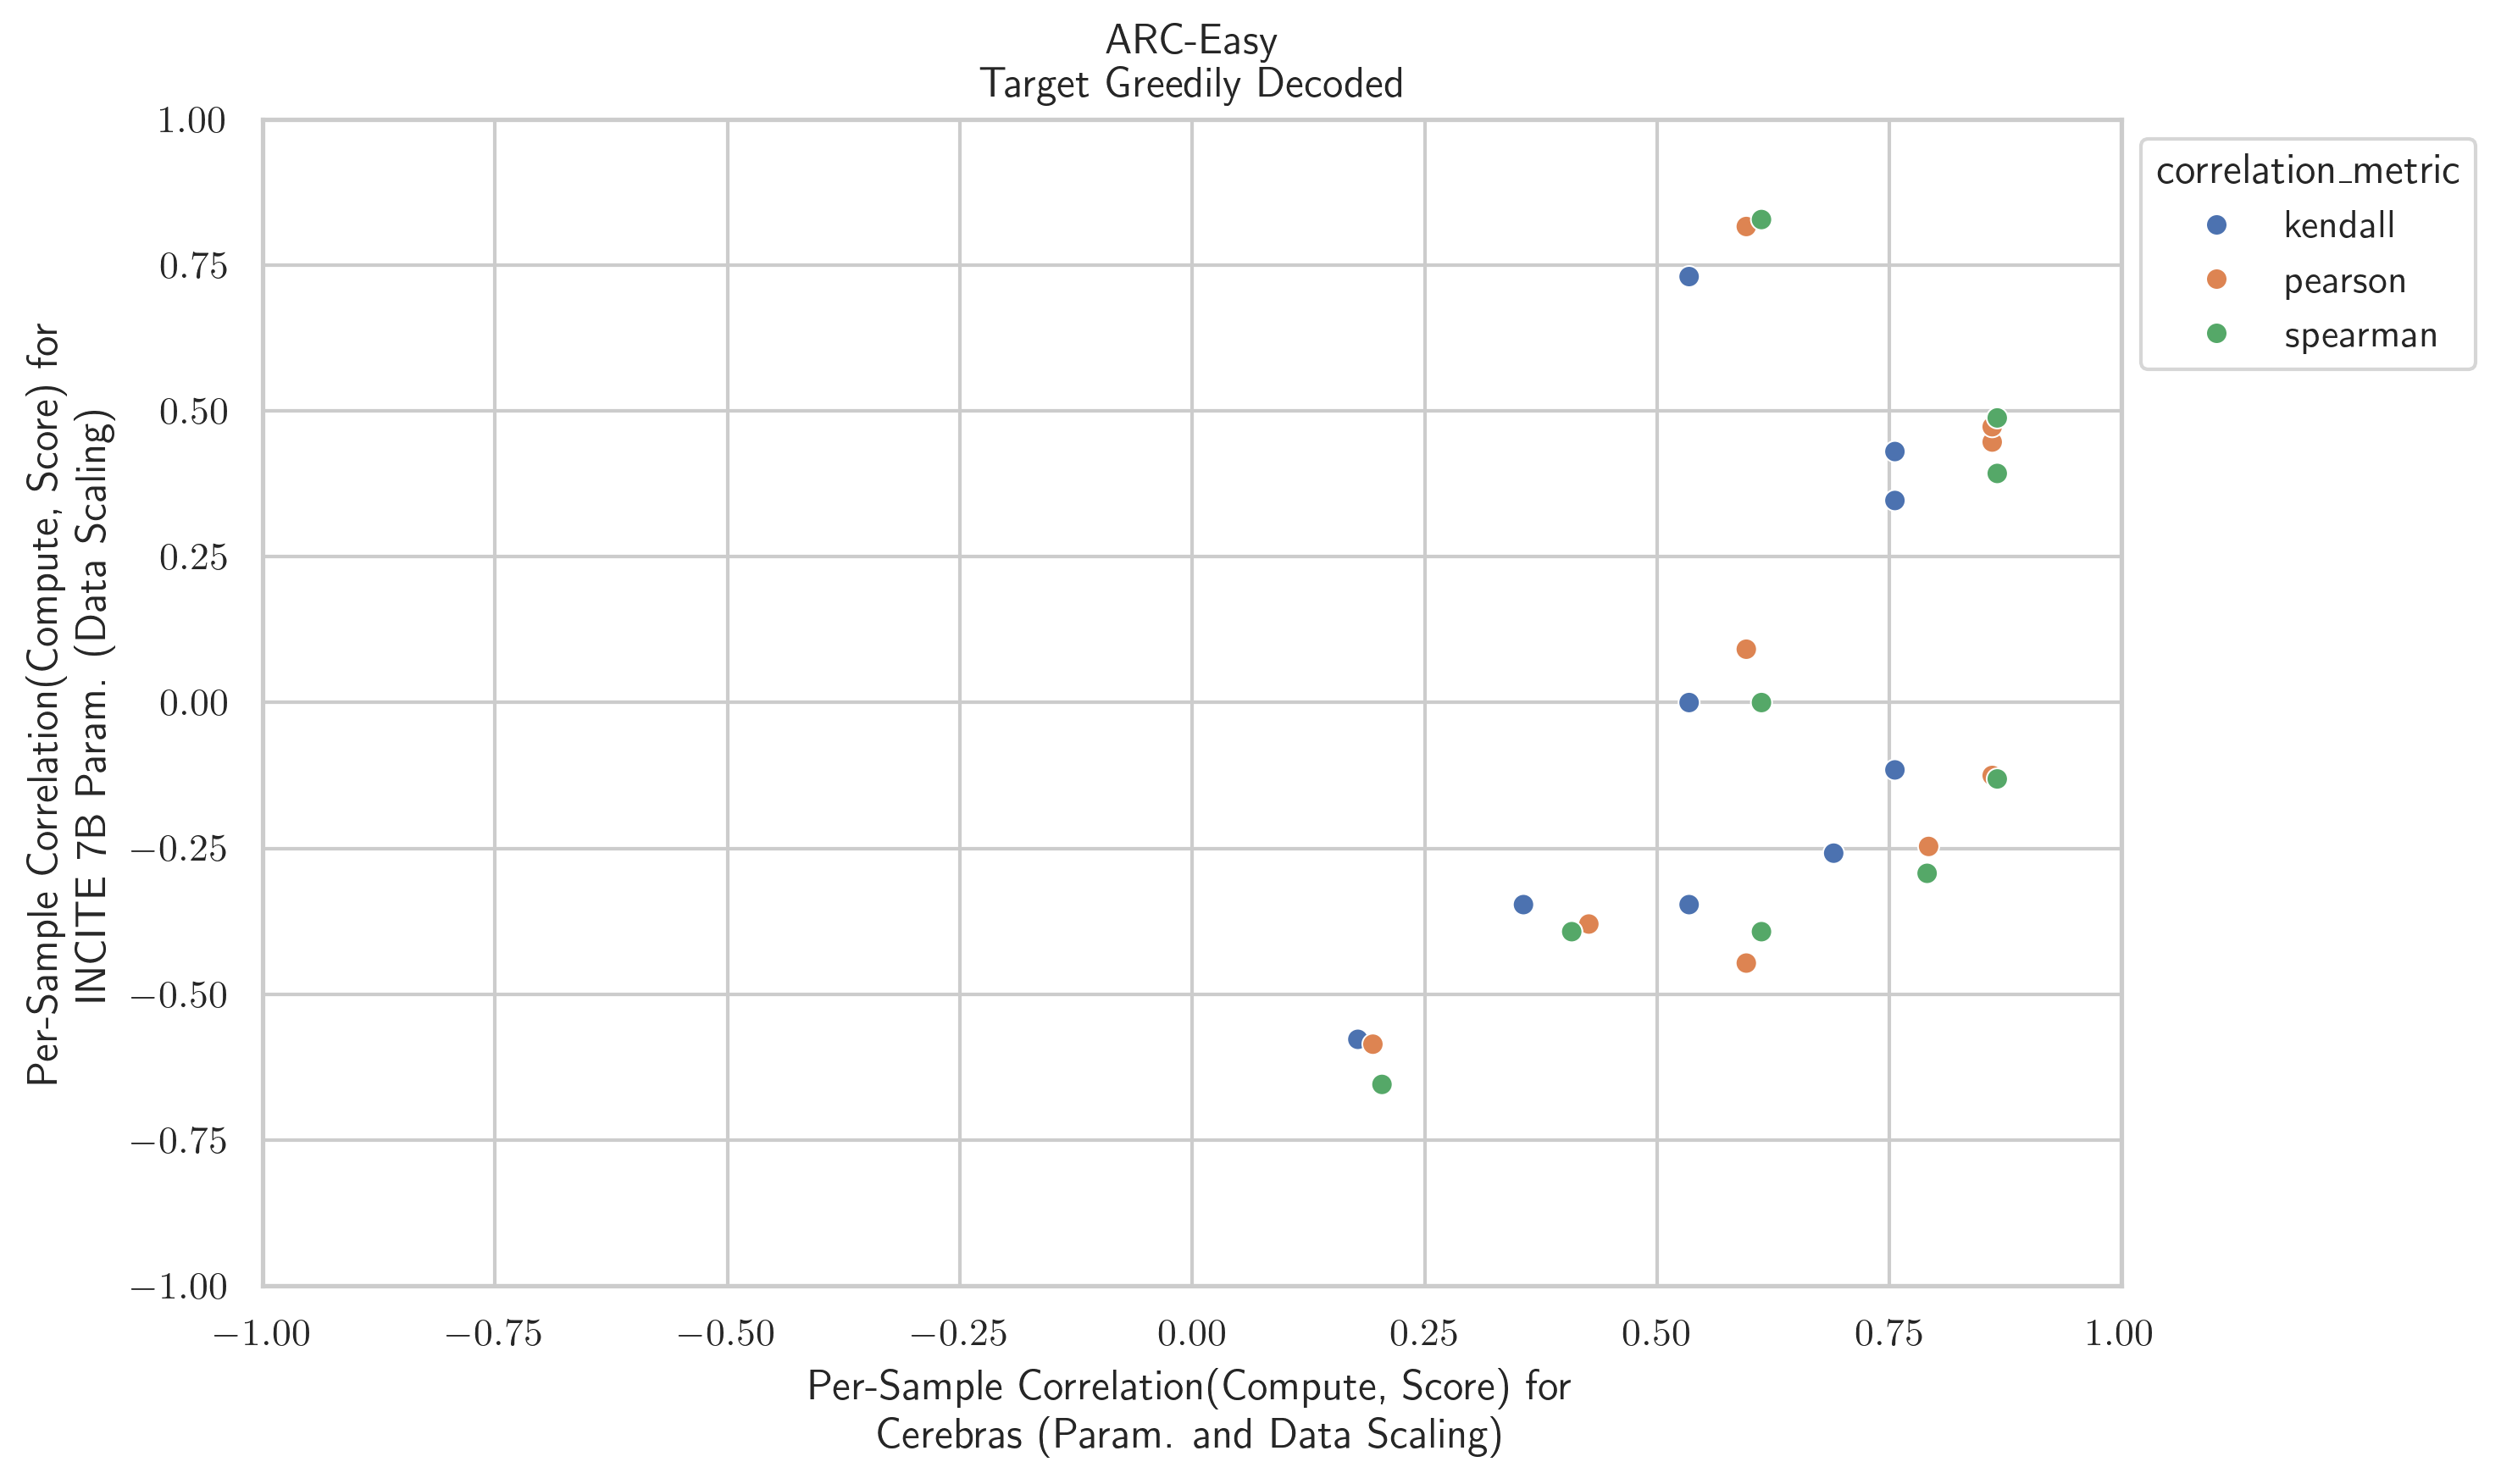 ARC-Easy
Target Greedily Decoded
1.00
0.75
0.50
0.25
0.00
−0.25
−0.50
−0.75
−1.00
Per-Sample Correlation(Compute, Score) for
INCITE 7B Param. (Data Scaling)
−1.00 −0.75 −0.50 −0.25 0.00 0.25 0.50 0.75 1.00
Per-Sample Correlation(Compute, Score) for
Cerebras (Param. and Data Scaling)
correlation_metric
kendall
pearson
spearman